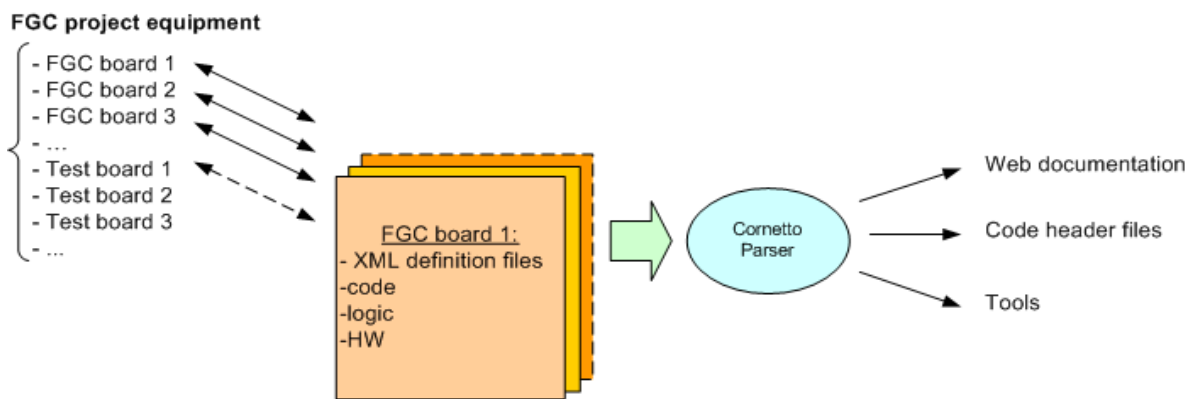 FGC project equipment
- FGC board 1
- FGC board 2
- FGC board 3
- ...
- Test board 1
- Test board 2
- Test board 3
- ...
FGC board 1:
- XML definition files
-code
-logic
-HW
Cornetto
Parser
Web documentation
Code header files
Tools